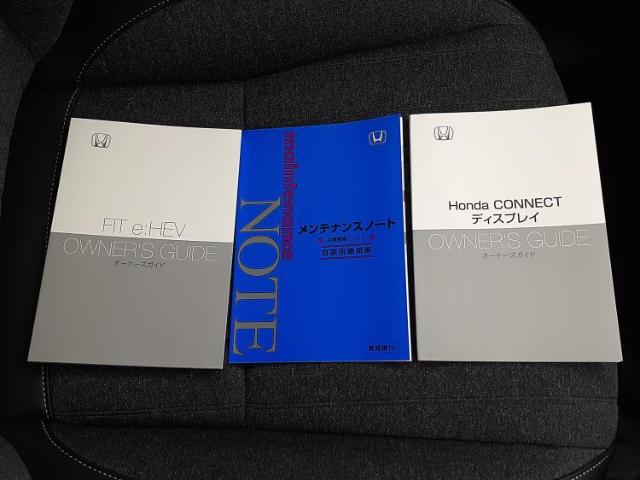 FIT e:HEV
OWNER'S GUIDE
オーナーズガイド
maintenance
NOTE
メンテナンスノート
自家用乗用車
Honda CONNECT
ディスプレイ
OWNER'S GUIDE
オーナーズガイド